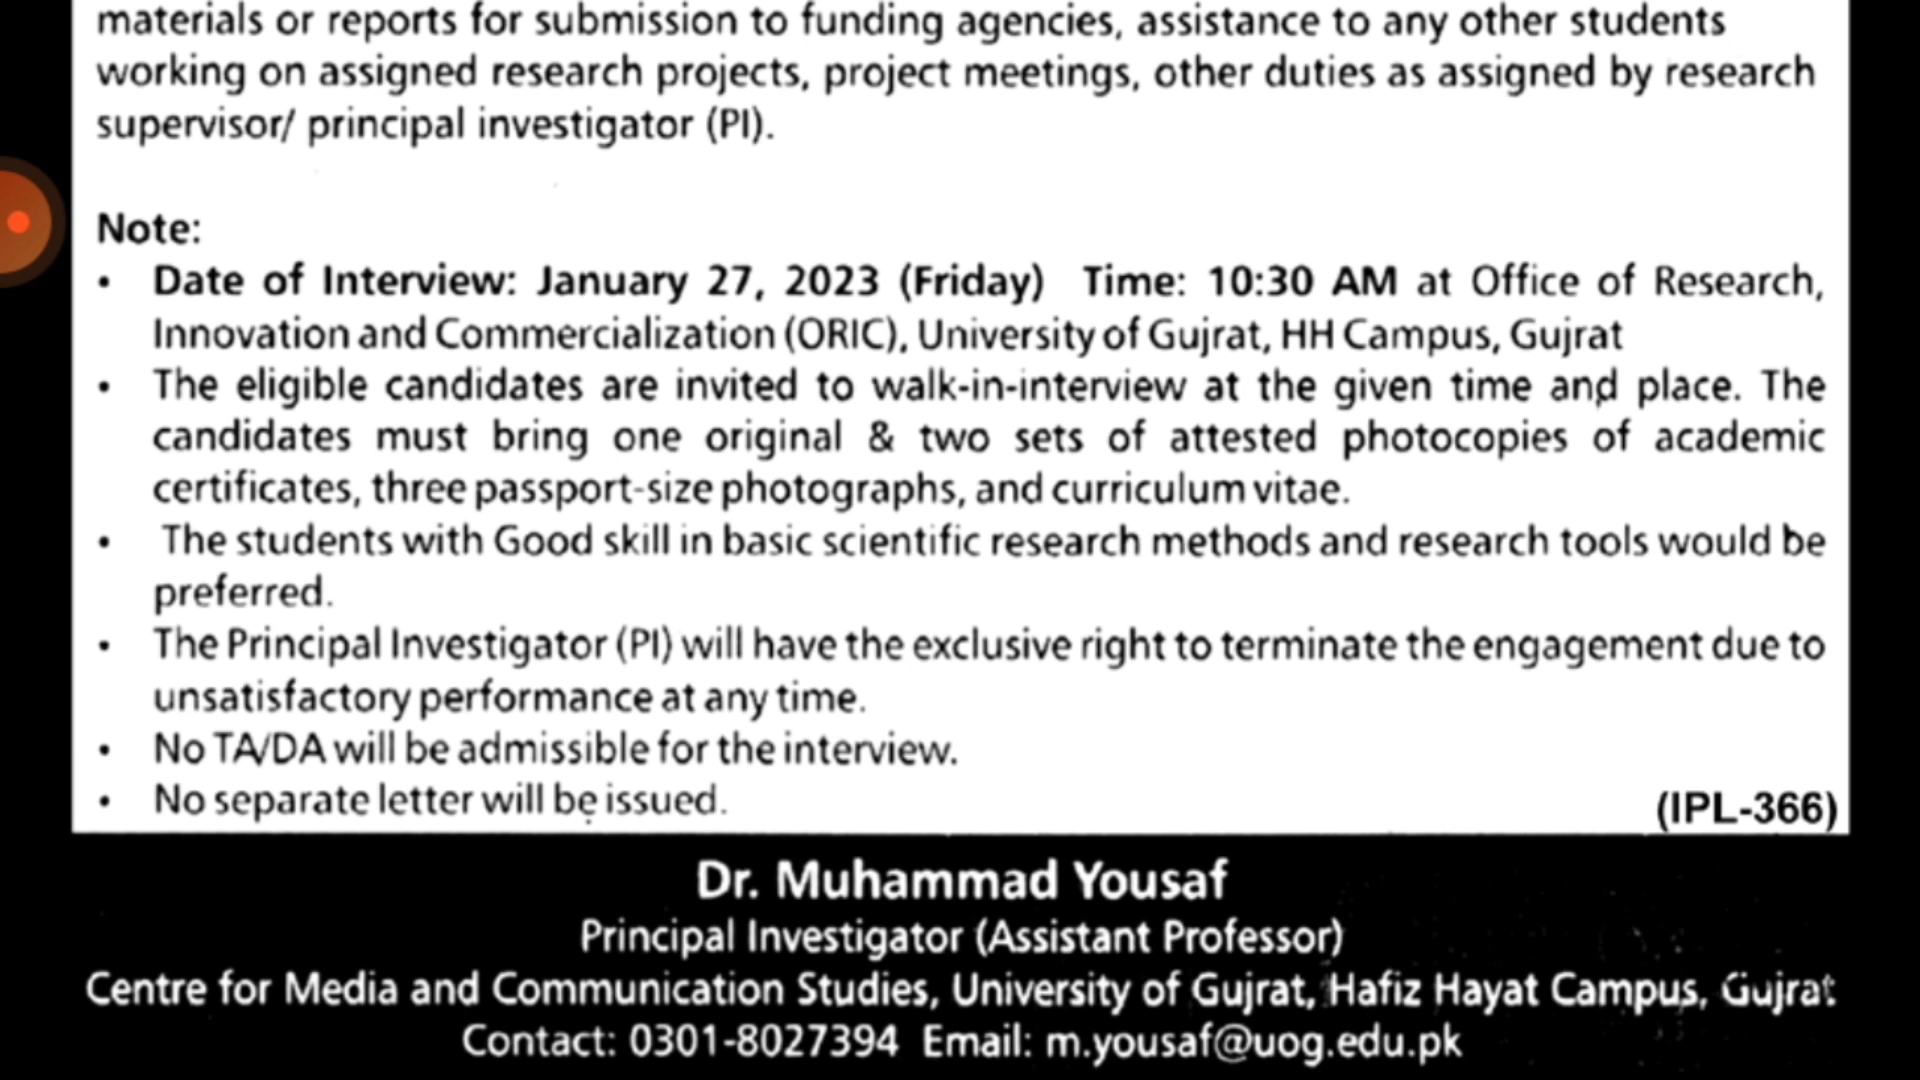 materials or reports for submission to funding agencies, assistance to any other students
working on assigned research projects, project meetings, other duties as assigned by research
supervisor/ principal investigator (PI).
Note:
• Date of Interview: January 27, 2023 (Friday) Time: 10:30 AM at Office of Research,
Innovation and Commercialization (ORIC), University of Gujrat, HH Campus, Gujrat
• The eligible candidates are invited to walk-in-interview at the given time and place. The
candidates must bring one original & two sets of attested photocopies of academic
certificates, three passport-size photographs, and curriculum vitae.
• The students with Good skill in basic scientific research methods and research tools would be
preferred.
• The Principal Investigator (PI) will have the exclusive right to terminate the engagement due to
unsatisfactory performance at any time.
• No TA/DA will be admissible for the interview.
• No separate letter will be issued.
(IPL-366)
Dr. Muhammad Yousaf
Principal Investigator (Assistant Professor)
Centre for Media and Communication Studies, University of Gujrat, Hafiz Hayat Campus, Gujrat
Contact: 0301-8027394 Email: m.yousaf@uog.edu.pk